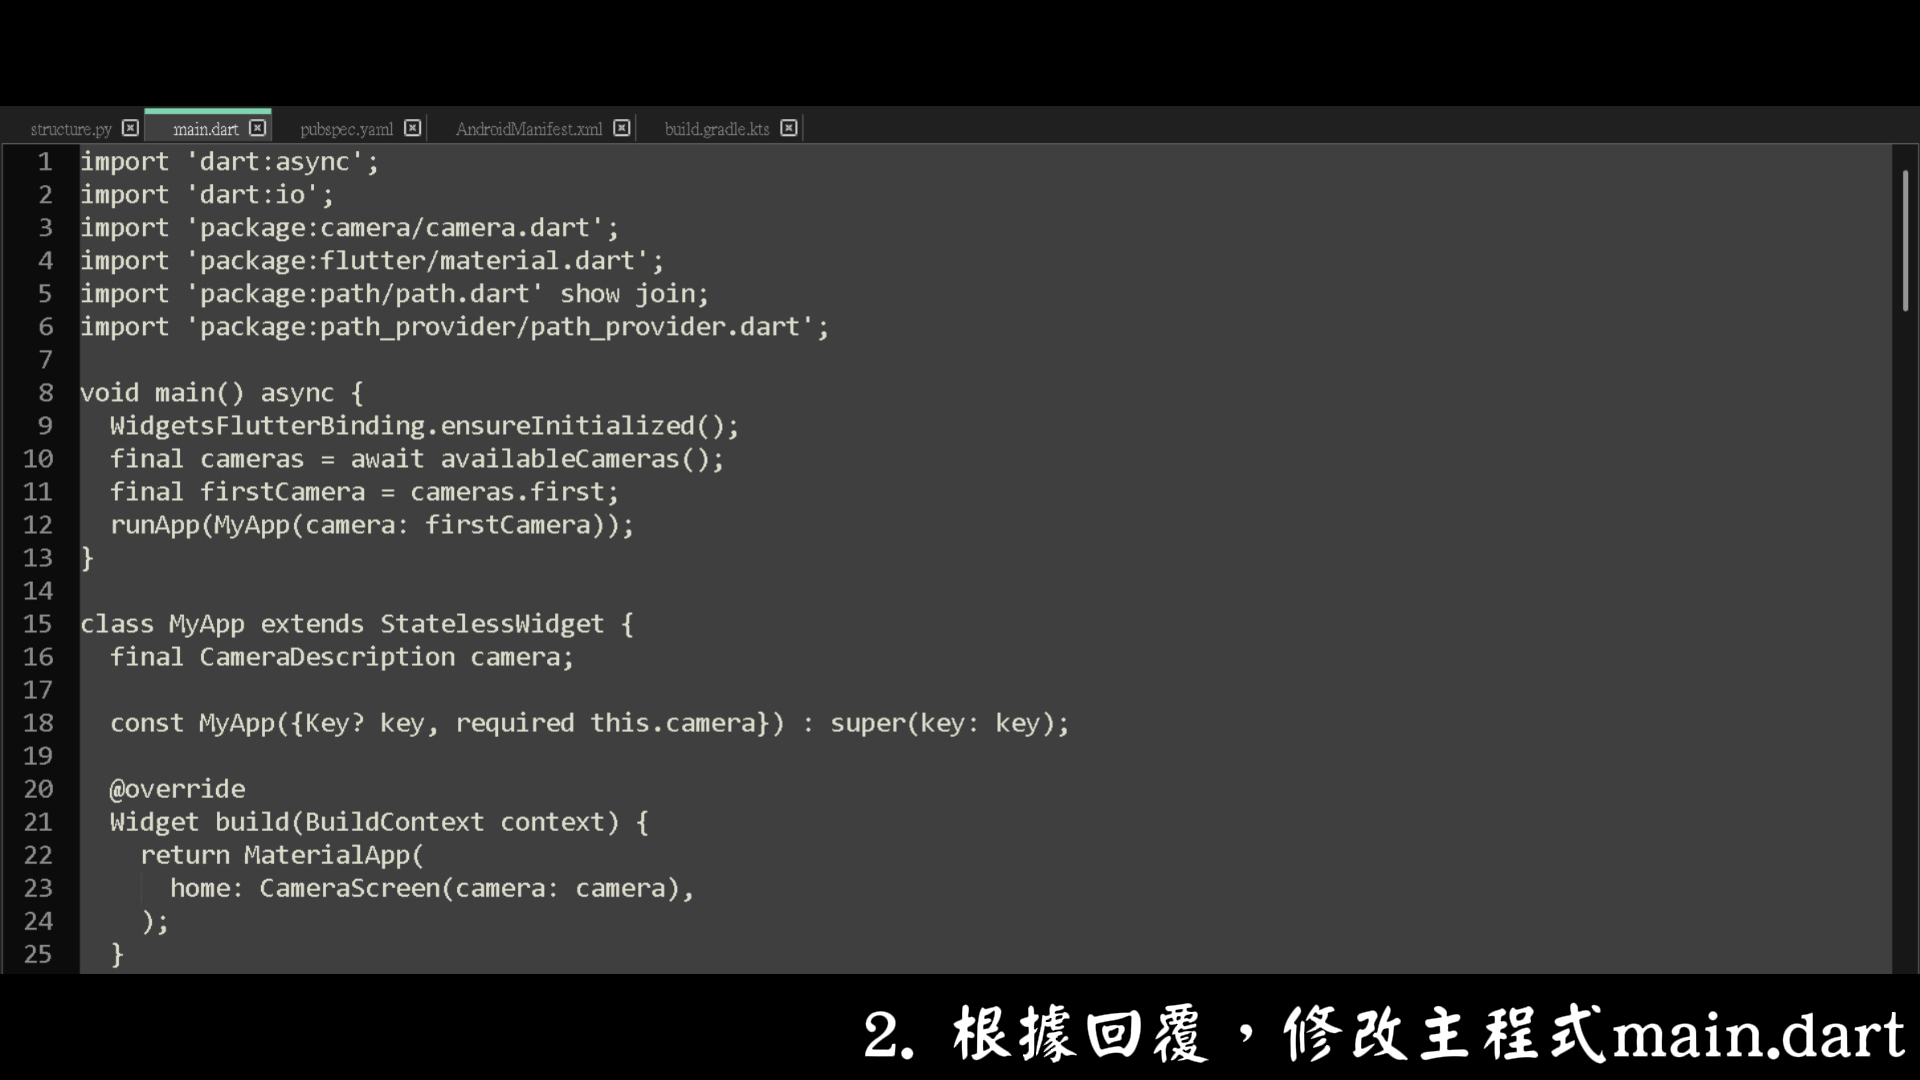 structure.py main.dart pubspec.yaml AndroidManifest.xml build.gradle.kts
1 import 'dart:async';
2 import 'dart:io';
3 import 'package:camera/camera.dart';
4 import 'package:flutter/material.dart';
5 import 'package:path/path.dart' show join;
6 import 'package:path_provider/path_provider.dart';
7
8 void main() async {
9   WidgetsFlutterBinding.ensureInitialized();
10   final cameras = await availableCameras();
11   final firstCamera = cameras.first;
12   runApp(MyApp(camera: firstCamera));
13 }
14
15 class MyApp extends StatelessWidget {
16   final CameraDescription camera;
17
18   const MyApp({Key? key, required this.camera}) : super(key: key);
19
20   @override
21   Widget build(BuildContext context) {
22     return MaterialApp(
23       home: CameraScreen(camera: camera),
24     );
25   }
2. 根據回覆，修改主程式main.dart